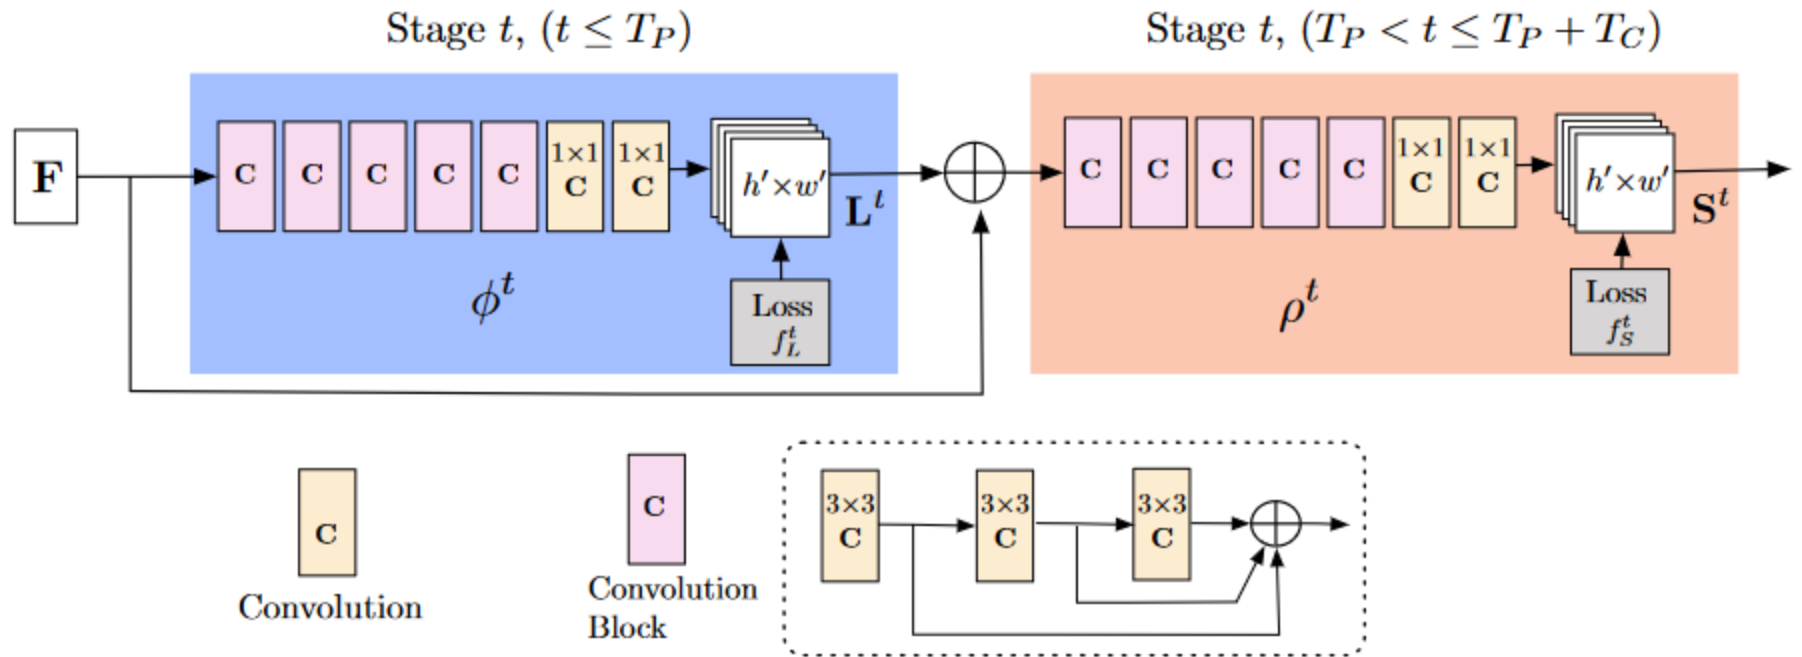 Stage t, (t ≤ T_P)
Stage t, (T_P < t ≤ T_P + T_C)
F
C C C C C 1×1 C 1×1 C
h′×w′
L^t
φ^t
Loss
f_L^t
C C C C C 1×1 C 1×1 C
h′×w′
S^t
ρ^t
Loss
f_S^t
C
Convolution
C
Convolution
Block
3×3 3×3 3×3
C C C